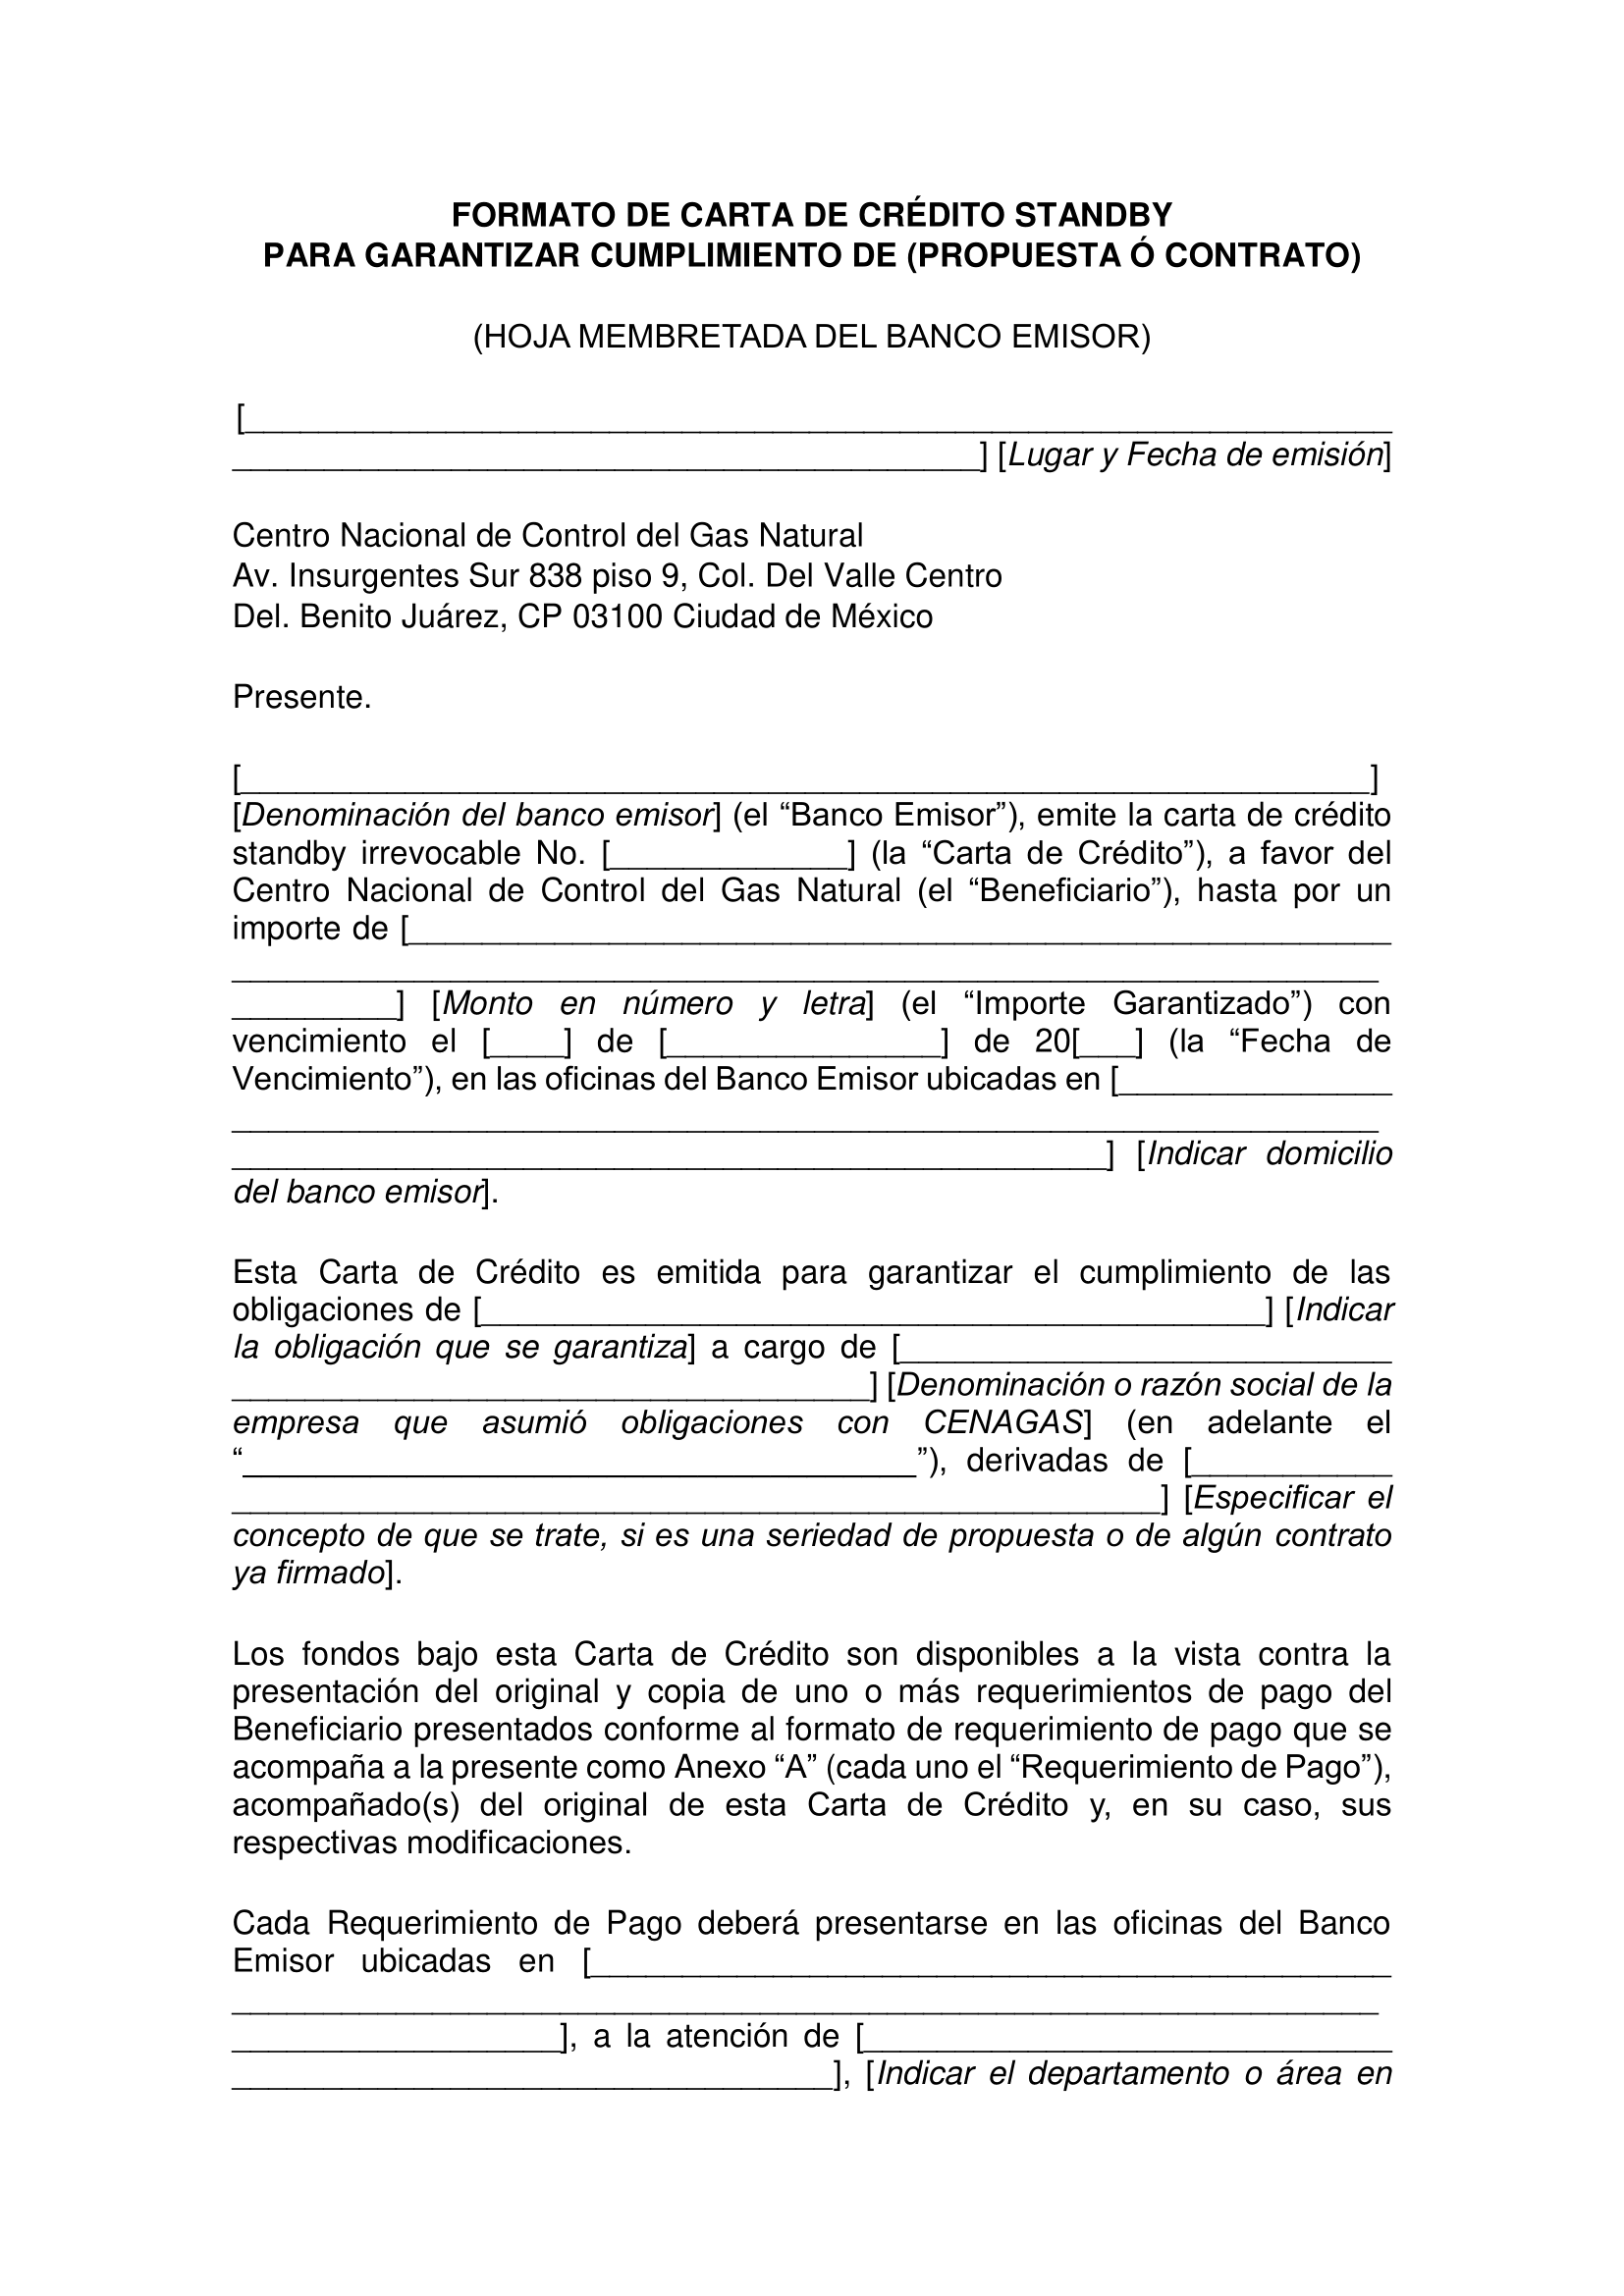 FORMATO DE CARTA DE CRÉDITO STANDBY
PARA GARANTIZAR CUMPLIMIENTO DE (PROPUESTA Ó CONTRATO)
(HOJA MEMBRETADA DEL BANCO EMISOR)
[_______________________________________________________________
_________________________________________] [Lugar y Fecha de emisión]
Centro Nacional de Control del Gas Natural
Av. Insurgentes Sur 838 piso 9, Col. Del Valle Centro
Del. Benito Juárez, CP 03100 Ciudad de México
Presente.
[______________________________________________________________]
[Denominación del banco emisor] (el “Banco Emisor”), emite la carta de crédito
standby irrevocable No. [_____________] (la “Carta de Crédito”), a favor del
Centro Nacional de Control del Gas Natural (el “Beneficiario”), hasta por un
importe de [______________________________________________________
_______________________________________________________________
_________] [Monto en número y letra] (el “Importe Garantizado”) con
vencimiento el [____] de [_______________] de 20[___] (la “Fecha de
Vencimiento”), en las oficinas del Banco Emisor ubicadas en [_______________
_______________________________________________________________
________________________________________________] [Indicar domicilio
del banco emisor].
Esta Carta de Crédito es emitida para garantizar el cumplimiento de las
obligaciones de [___________________________________________] [Indicar
la obligación que se garantiza] a cargo de [___________________________
___________________________________] [Denominación o razón social de la
empresa que asumió obligaciones con CENAGAS] (en adelante el
“_____________________________________”), derivadas de [___________
___________________________________________________] [Especificar el
concepto de que se trate, si es una seriedad de propuesta o de algún contrato
ya firmado].
Los fondos bajo esta Carta de Crédito son disponibles a la vista contra la
presentación del original y copia de uno o más requerimientos de pago del
Beneficiario presentados conforme al formato de requerimiento de pago que se
acompaña a la presente como Anexo “A” (cada uno el “Requerimiento de Pago”),
acompañado(s) del original de esta Carta de Crédito y, en su caso, sus
respectivas modificaciones.
Cada Requerimiento de Pago deberá presentarse en las oficinas del Banco
Emisor ubicadas en [____________________________________________
_______________________________________________________________
__________________], a la atención de [_____________________________
_________________________________], [Indicar el departamento o área en